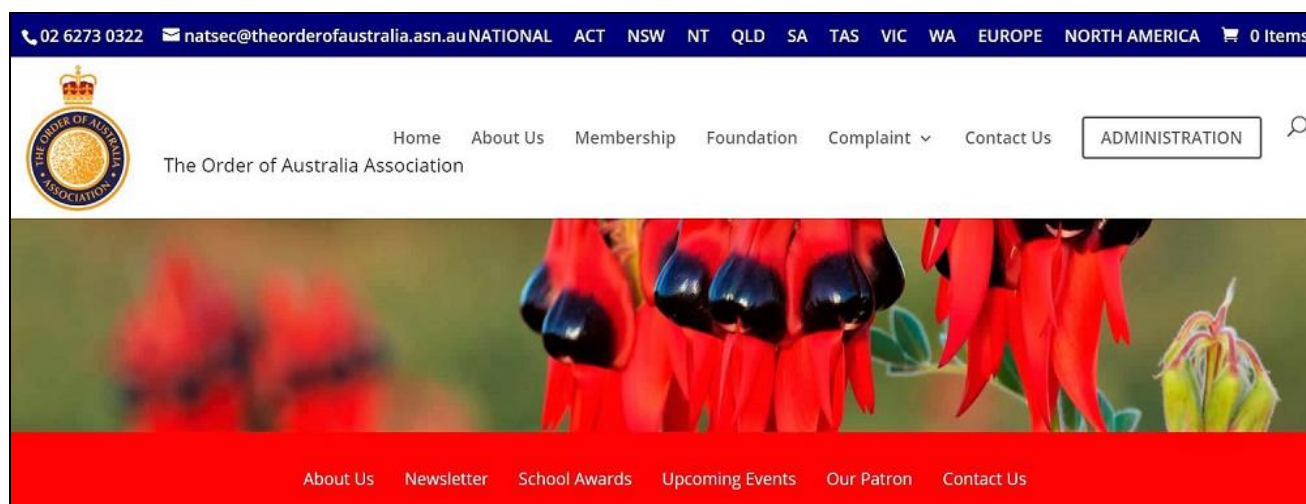 02 6273 0322 natsec@theorderofaustralia.asn.au NATIONAL ACT NSW NT QLD SA TAS VIC WA EUROPE NORTH AMERICA 0 Items
THE ORDER OF AUSTRALIA
ASSOCIATION
Home About Us Membership Foundation Complaint Contact Us ADMINISTRATION
The Order of Australia Association
About Us Newsletter School Awards Upcoming Events Our Patron Contact Us